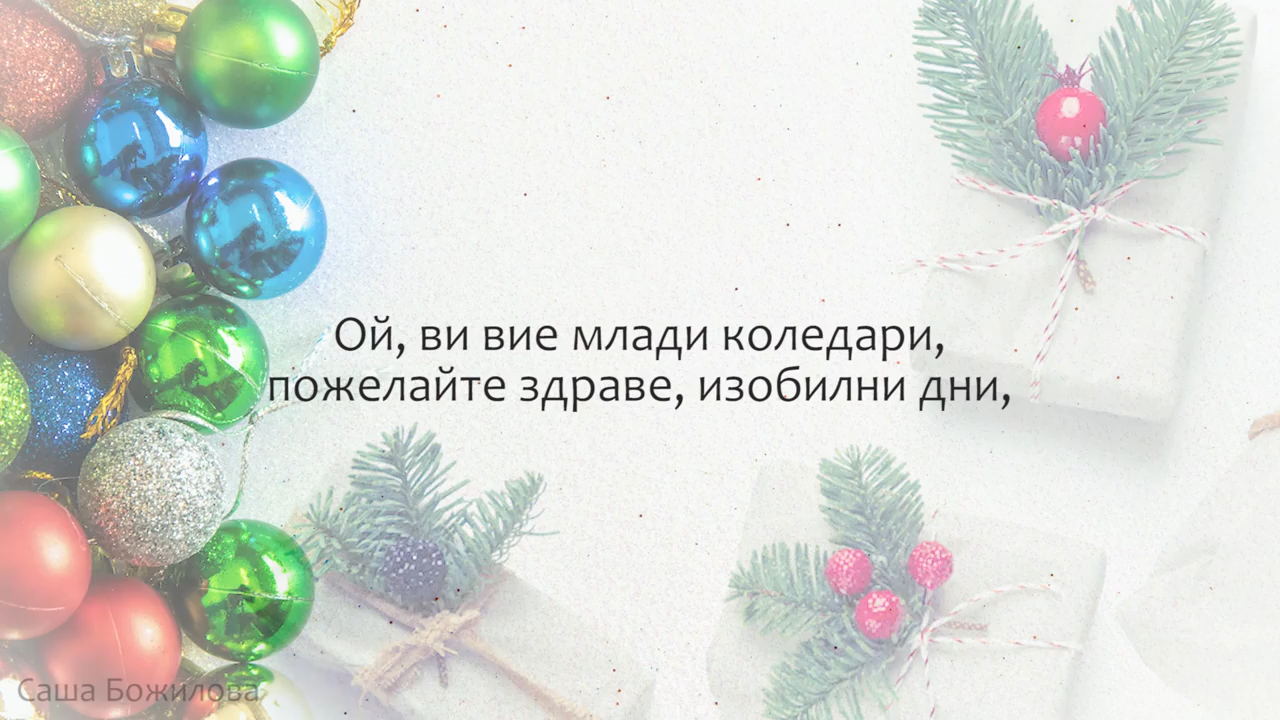 Ой, ви вие млади коледари,
пожелайте здраве, изобилни дни,
Саша Божилова